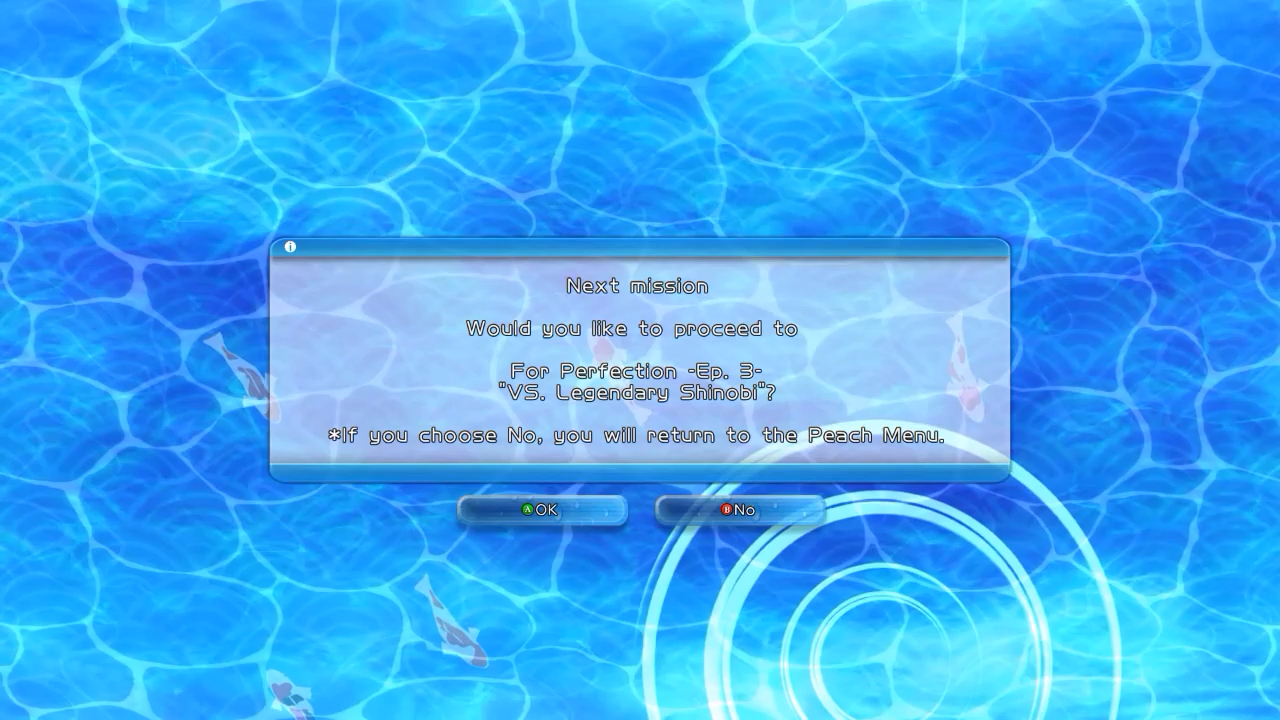 Next mission
Would you like to proceed to
For Perfection -Ep. 3-
"VS. Legendary Shinobi"?
*If you choose No, you will return to the Peach Menu.
A OK
B No